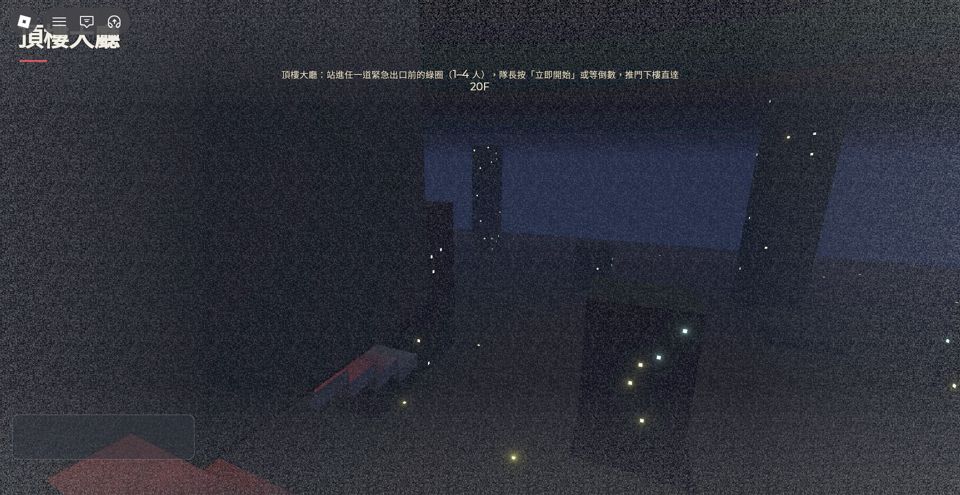 頂樓大廳
頂樓大廳：站進任一道緊急出口前的綠圈（1–4 人），隊長按「立即開始」或等倒數，推門下樓直達
20F